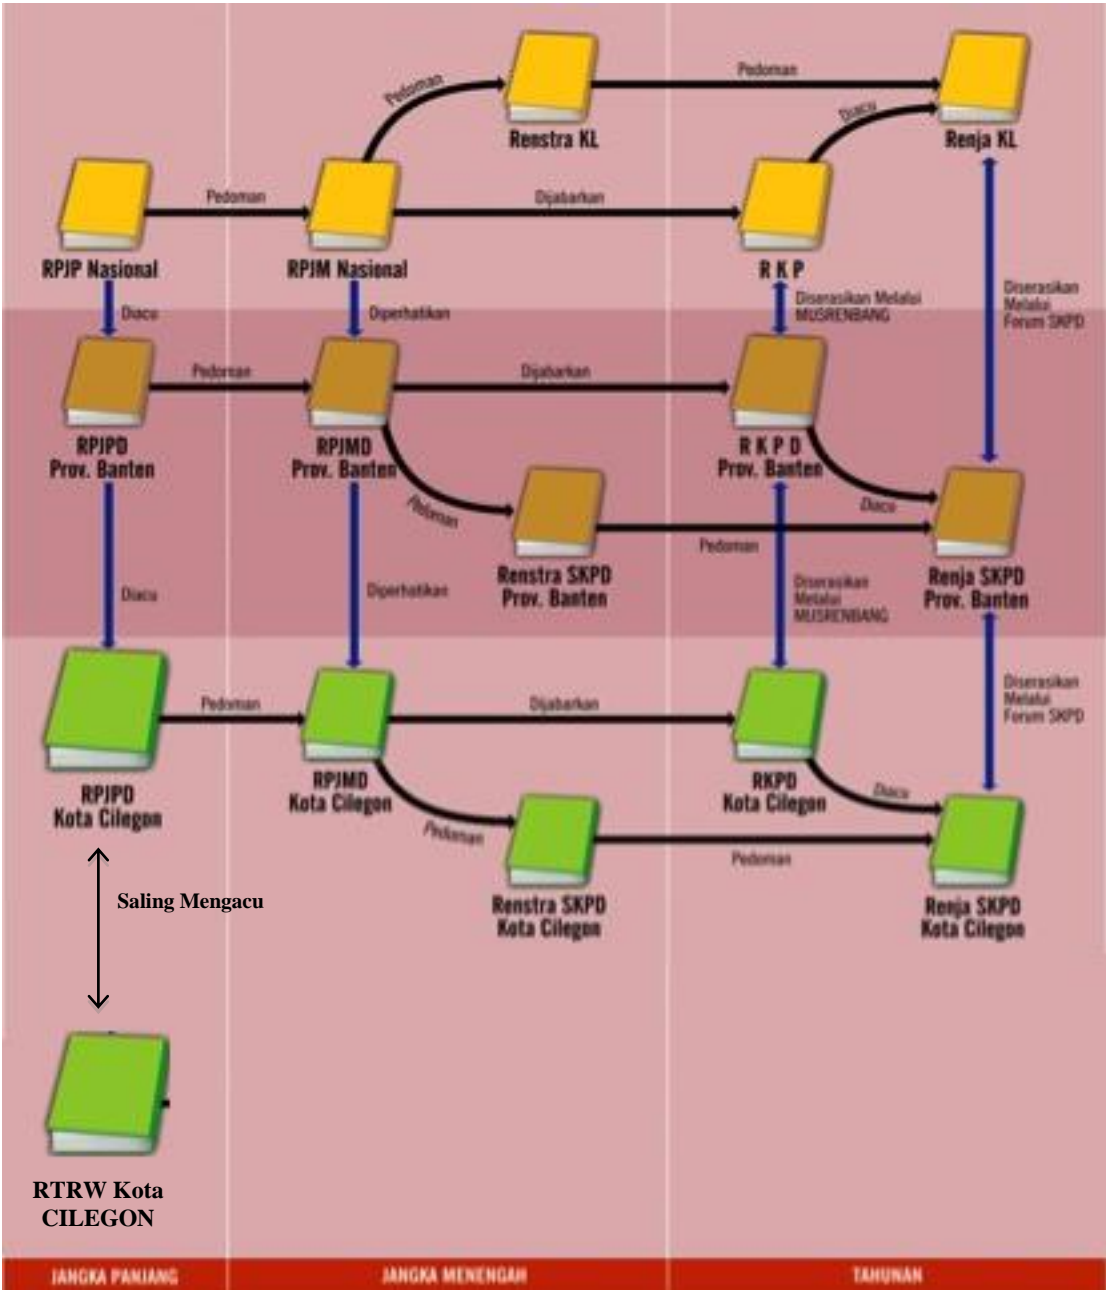 Pedoman
Renstra KL
Pedoman
Diacu
Renja KL
RPJP Nasional
Pedoman
RPJM Nasional
Dijabarkan
R K P
Diacu
Diperhatikan
Diserasikan Melalui
MUSRENBANG
Diserasikan
Melalui
Forum SKPD
RPJPD
Prov. Banten
Pedoman
RPJMD
Prov. Banten
Dijabarkan
R K P D
Prov. Banten
Pedoman
Renstra SKPD
Prov. Banten
Diacu
Pedoman
Renja SKPD
Prov. Banten
Diacu
Diperhatikan
Diserasikan
Melalui
MUSRENBANG
Diserasikan
Melalui
Forum SKPD
RPJPD
Kota Cilegon
Pedoman
RPJMD
Kota Cilegon
Dijabarkan
RKPD
Kota Cilegon
Pedoman
Renstra SKPD
Kota Cilegon
Diacu
Pedoman
Renja SKPD
Kota Cilegon
Saling Mengacu
RTRW Kota
CILEGON
JANGKA PANJANG
JANGKA MENENGAH
TAHUNAN